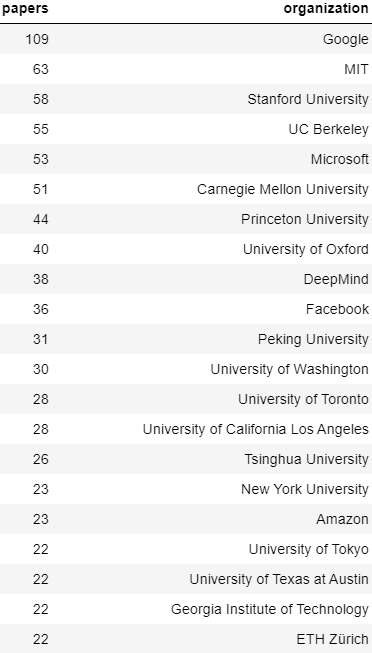 papers organization
109 Google
63 MIT
58 Stanford University
55 UC Berkeley
53 Microsoft
51 Carnegie Mellon University
44 Princeton University
40 University of Oxford
38 DeepMind
36 Facebook
31 Peking University
30 University of Washington
28 University of Toronto
28 University of California Los Angeles
26 Tsinghua University
23 New York University
23 Amazon
22 University of Tokyo
22 University of Texas at Austin
22 Georgia Institute of Technology
22 ETH Zürich